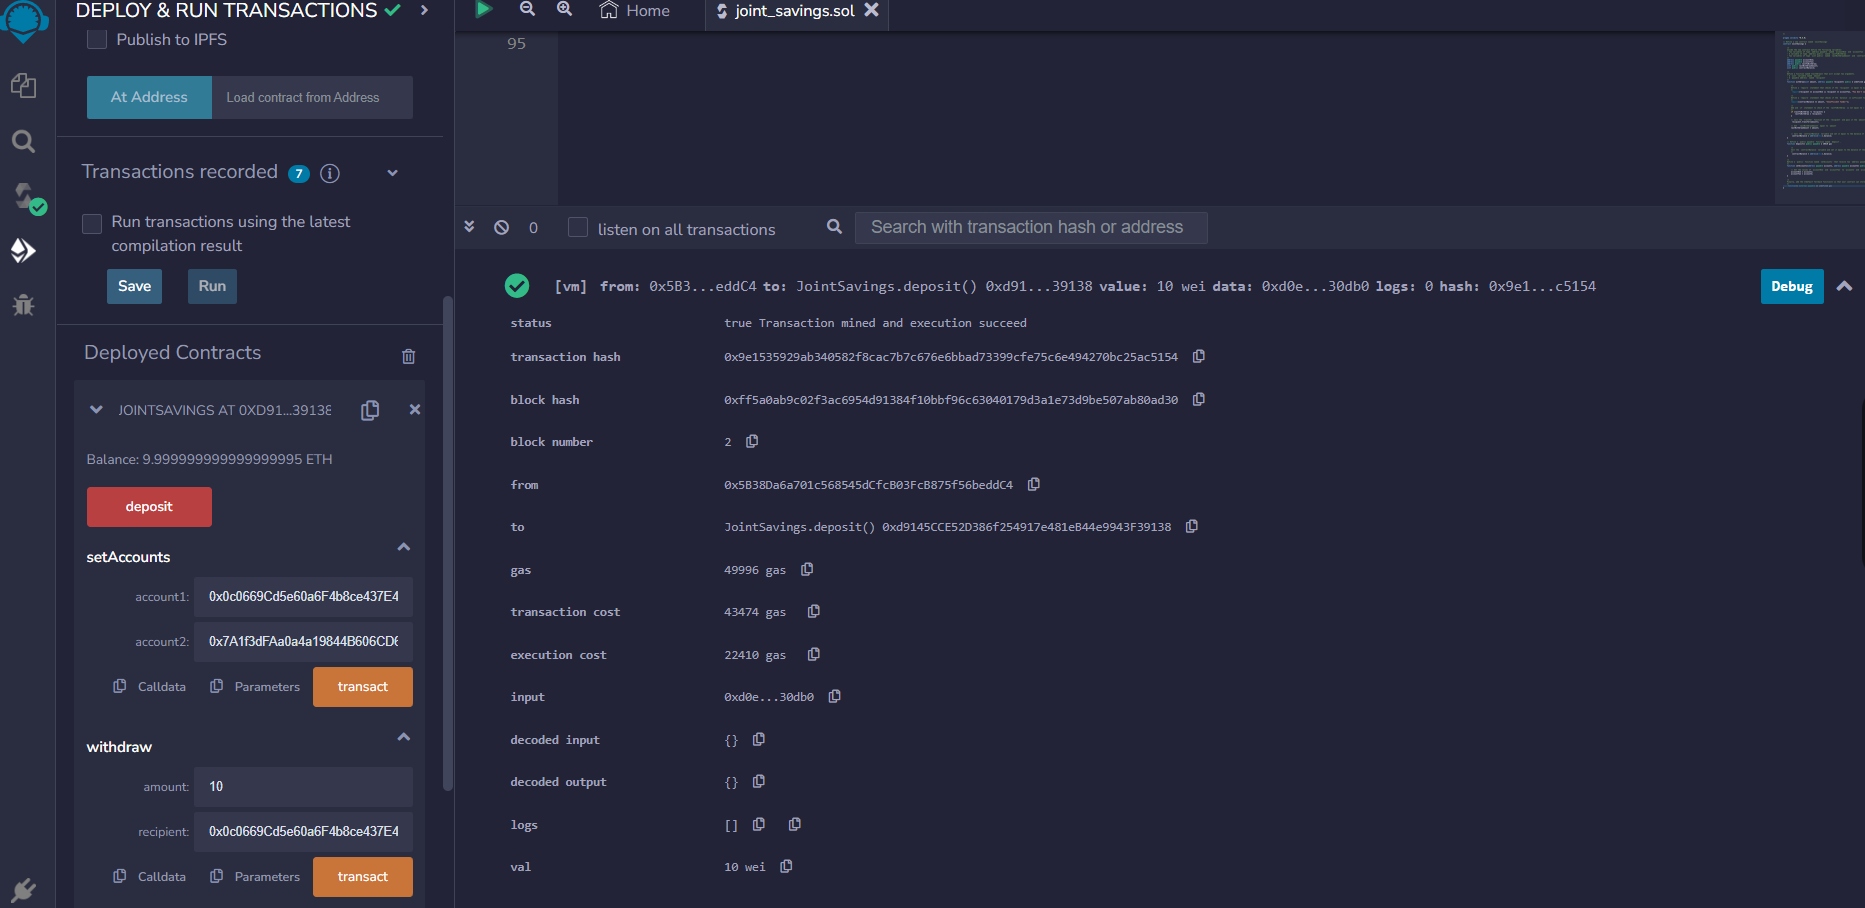 DEPLOY & RUN TRANSACTIONS
Publish to IPFS
At Address
Load contract from Address
Transactions recorded 7 i
Run transactions using the latest
compilation result
Save
Run
Deployed Contracts
JOINTSAVINGS AT 0XD91...39138
Balance: 9.999999999999999995 ETH
deposit
setAccounts
account1: 0x0c0669Cd5e60a6F4b8ce437E4
account2: 0x7A1f3dFAa0a4a19844B606CD6
Calldata Parameters transact
withdraw
amount: 10
recipient: 0x0c0669Cd5e60a6F4b8ce437E4
Calldata Parameters transact
Home
joint_savings.sol
95
0
listen on all transactions
Search with transaction hash or address
[vm] from: 0x5B3...eddC4 to: JointSavings.deposit() 0xd91...39138 value: 10 wei data: 0xd0e...30db0 logs: 0 hash: 0x9e1...c5154
Debug
status true Transaction mined and execution succeed
transaction hash 0x9e1535929ab340582f8cac7b7c676e6bbad73399cfe75c6e494270bc25ac5154
block hash 0xff5a0ab9c02f3ac6954d91384f10bbf96c63040179d3a1e73d9be507ab80ad30
block number 2
from 0x5B38Da6a701c568545dCfcB03FcB875f56beddC4
to JointSavings.deposit() 0xd9145CCE52D386f254917e481eB44e9943F39138
gas 49996 gas
transaction cost 43474 gas
execution cost 22410 gas
input 0xd0e...30db0
decoded input {}
decoded output {}
logs []
val 10 wei